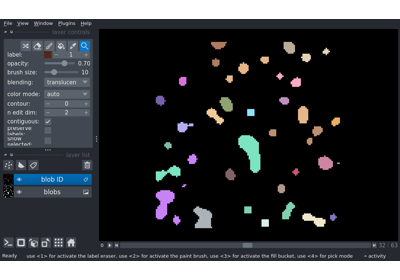 File View Window Plugins Help
layer controls
label: 1
opacity: 0.70
brush size: 10
blending: translucen
color mode: auto
contour: 0
n edit dim: 2
contiguous:
preserve labels:
show selected:
layer list
blob ID
blobs
32 63
Ready use <2> for activate the label eraser, use <3> for activate the paint brush, use <3> for activate the fill bucket, use <4> for pick mode activity